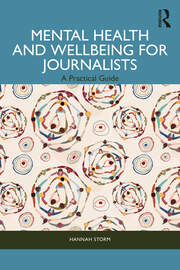 R
MENTAL HEALTH
AND WELLBEING FOR
JOURNALISTS
A Practical Guide
HANNAH STORM